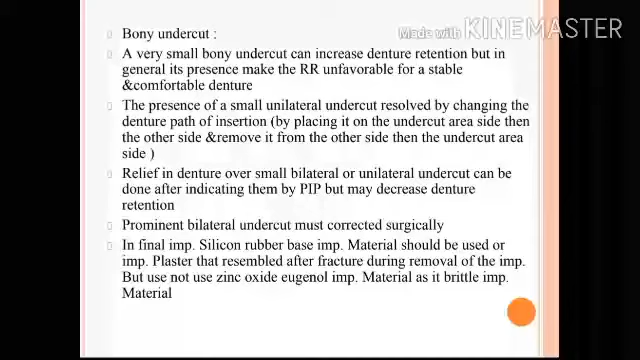 Made with KINEMASTER
Bony undercut :
A very small bony undercut can increase denture retention but in
general its presence make the RR unfavorable for a stable
&comfortable denture
The presence of a small unilateral undercut resolved by changing the
denture path of insertion (by placing it on the undercut area side then
the other side &remove it from the other side then the undercut area
side )
Relief in denture over small bilateral or unilateral undercut can be
done after indicating them by PIP but may decrease denture
retention
Prominent bilateral undercut must corrected surgically
In final imp. Silicon rubber base imp. Material should be used or
imp. Plaster that resembled after fracture during removal of the imp.
But use not use zinc oxide eugenol imp. Material as it brittle imp.
Material